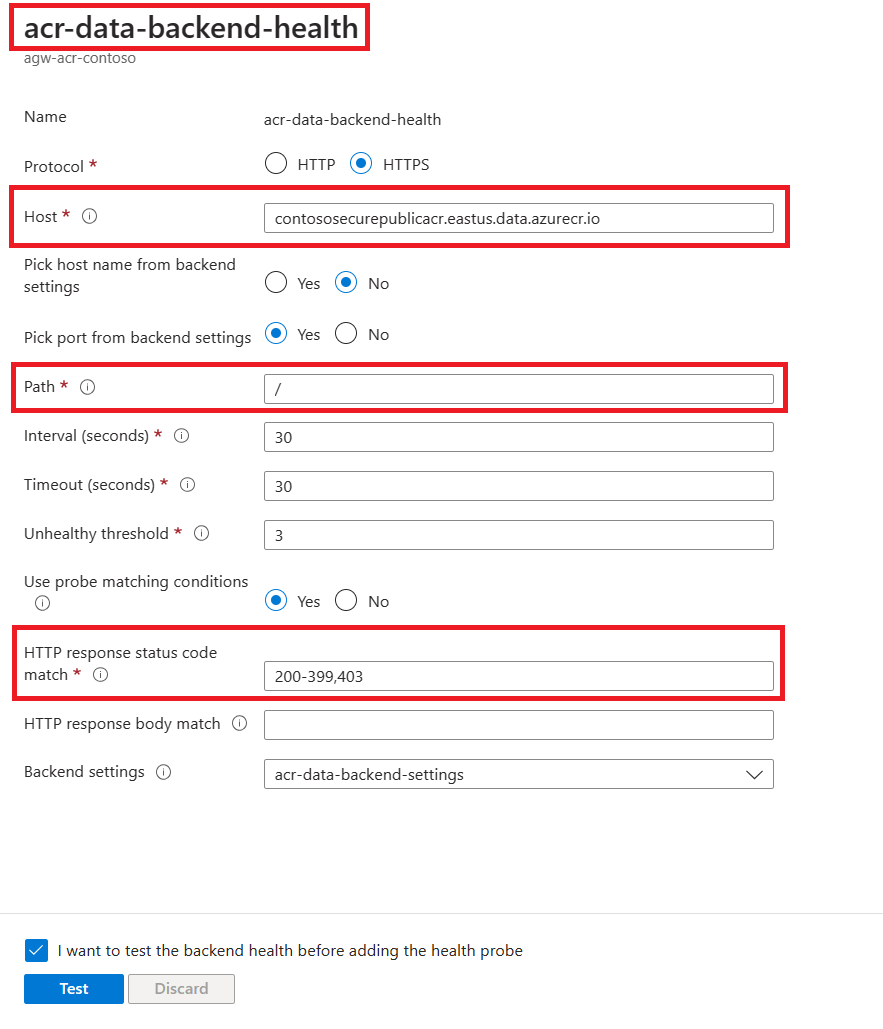 acr-data-backend-health
agw-acr-contoso
Name
acr-data-backend-health
Protocol *
HTTP
HTTPS
Host *
contososecurepublicacr.eastus.data.azurecr.io
Pick host name from backend
settings
Yes
No
Pick port from backend settings
Yes
No
Path *
/
Interval (seconds) *
30
Timeout (seconds) *
30
Unhealthy threshold *
3
Use probe matching conditions
Yes
No
HTTP response status code
match *
200-399,403
HTTP response body match
Backend settings
acr-data-backend-settings
I want to test the backend health before adding the health probe
Test
Discard